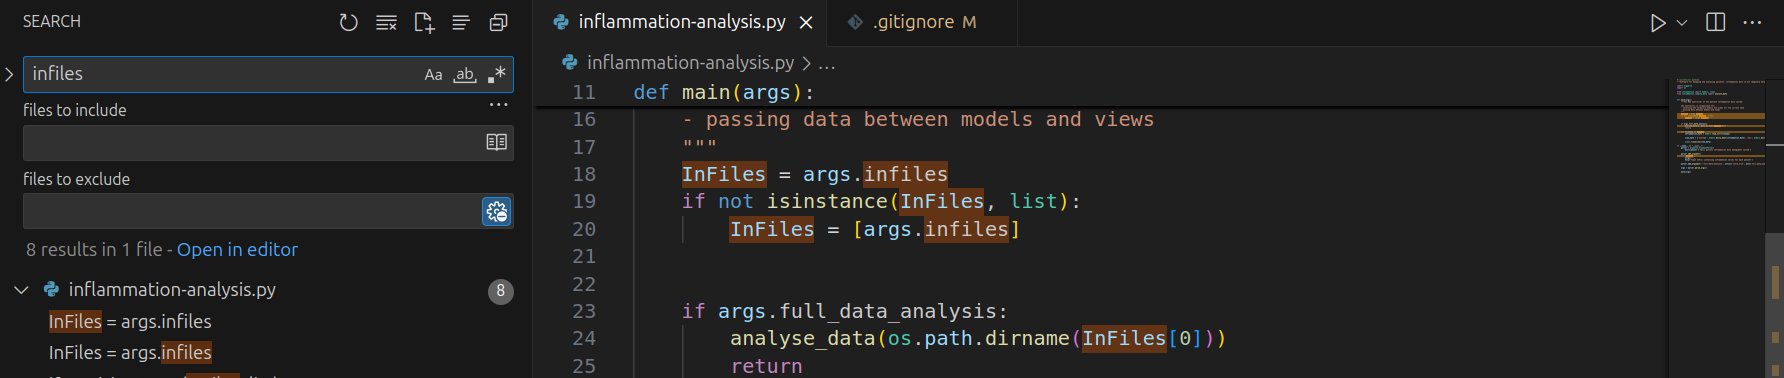 SEARCH
infiles
Aa ab .*
files to include
...
files to exclude
8 results in 1 file - Open in editor
inflammation-analysis.py 8
InFiles = args.infiles
InFiles = args.infiles
inflammation-analysis.py × .gitignore M
inflammation-analysis.py > ...
11 def main(args):
16 - passing data between models and views
17 """
18 InFiles = args.infiles
19 if not isinstance(InFiles, list):
20 InFiles = [args.infiles]
21
22
23 if args.full_data_analysis:
24 analyse_data(os.path.dirname(InFiles[0]))
25 return